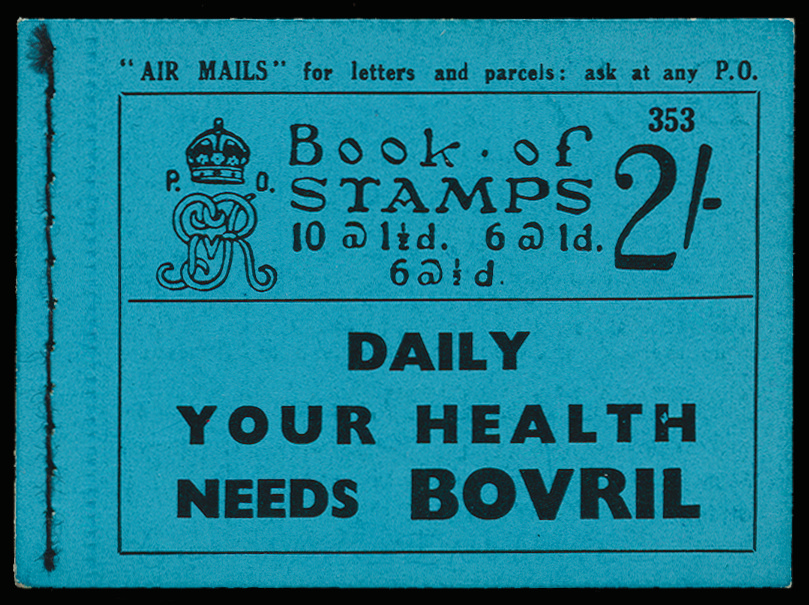 "AIR MAILS" for letters and parcels: ask at any P.O.
353
P. O.
Book · of
STAMPS 2/-
10 @ 1½d. 6 @ 1d.
6 @ ½d.
DAILY
YOUR HEALTH
NEEDS BOVRIL